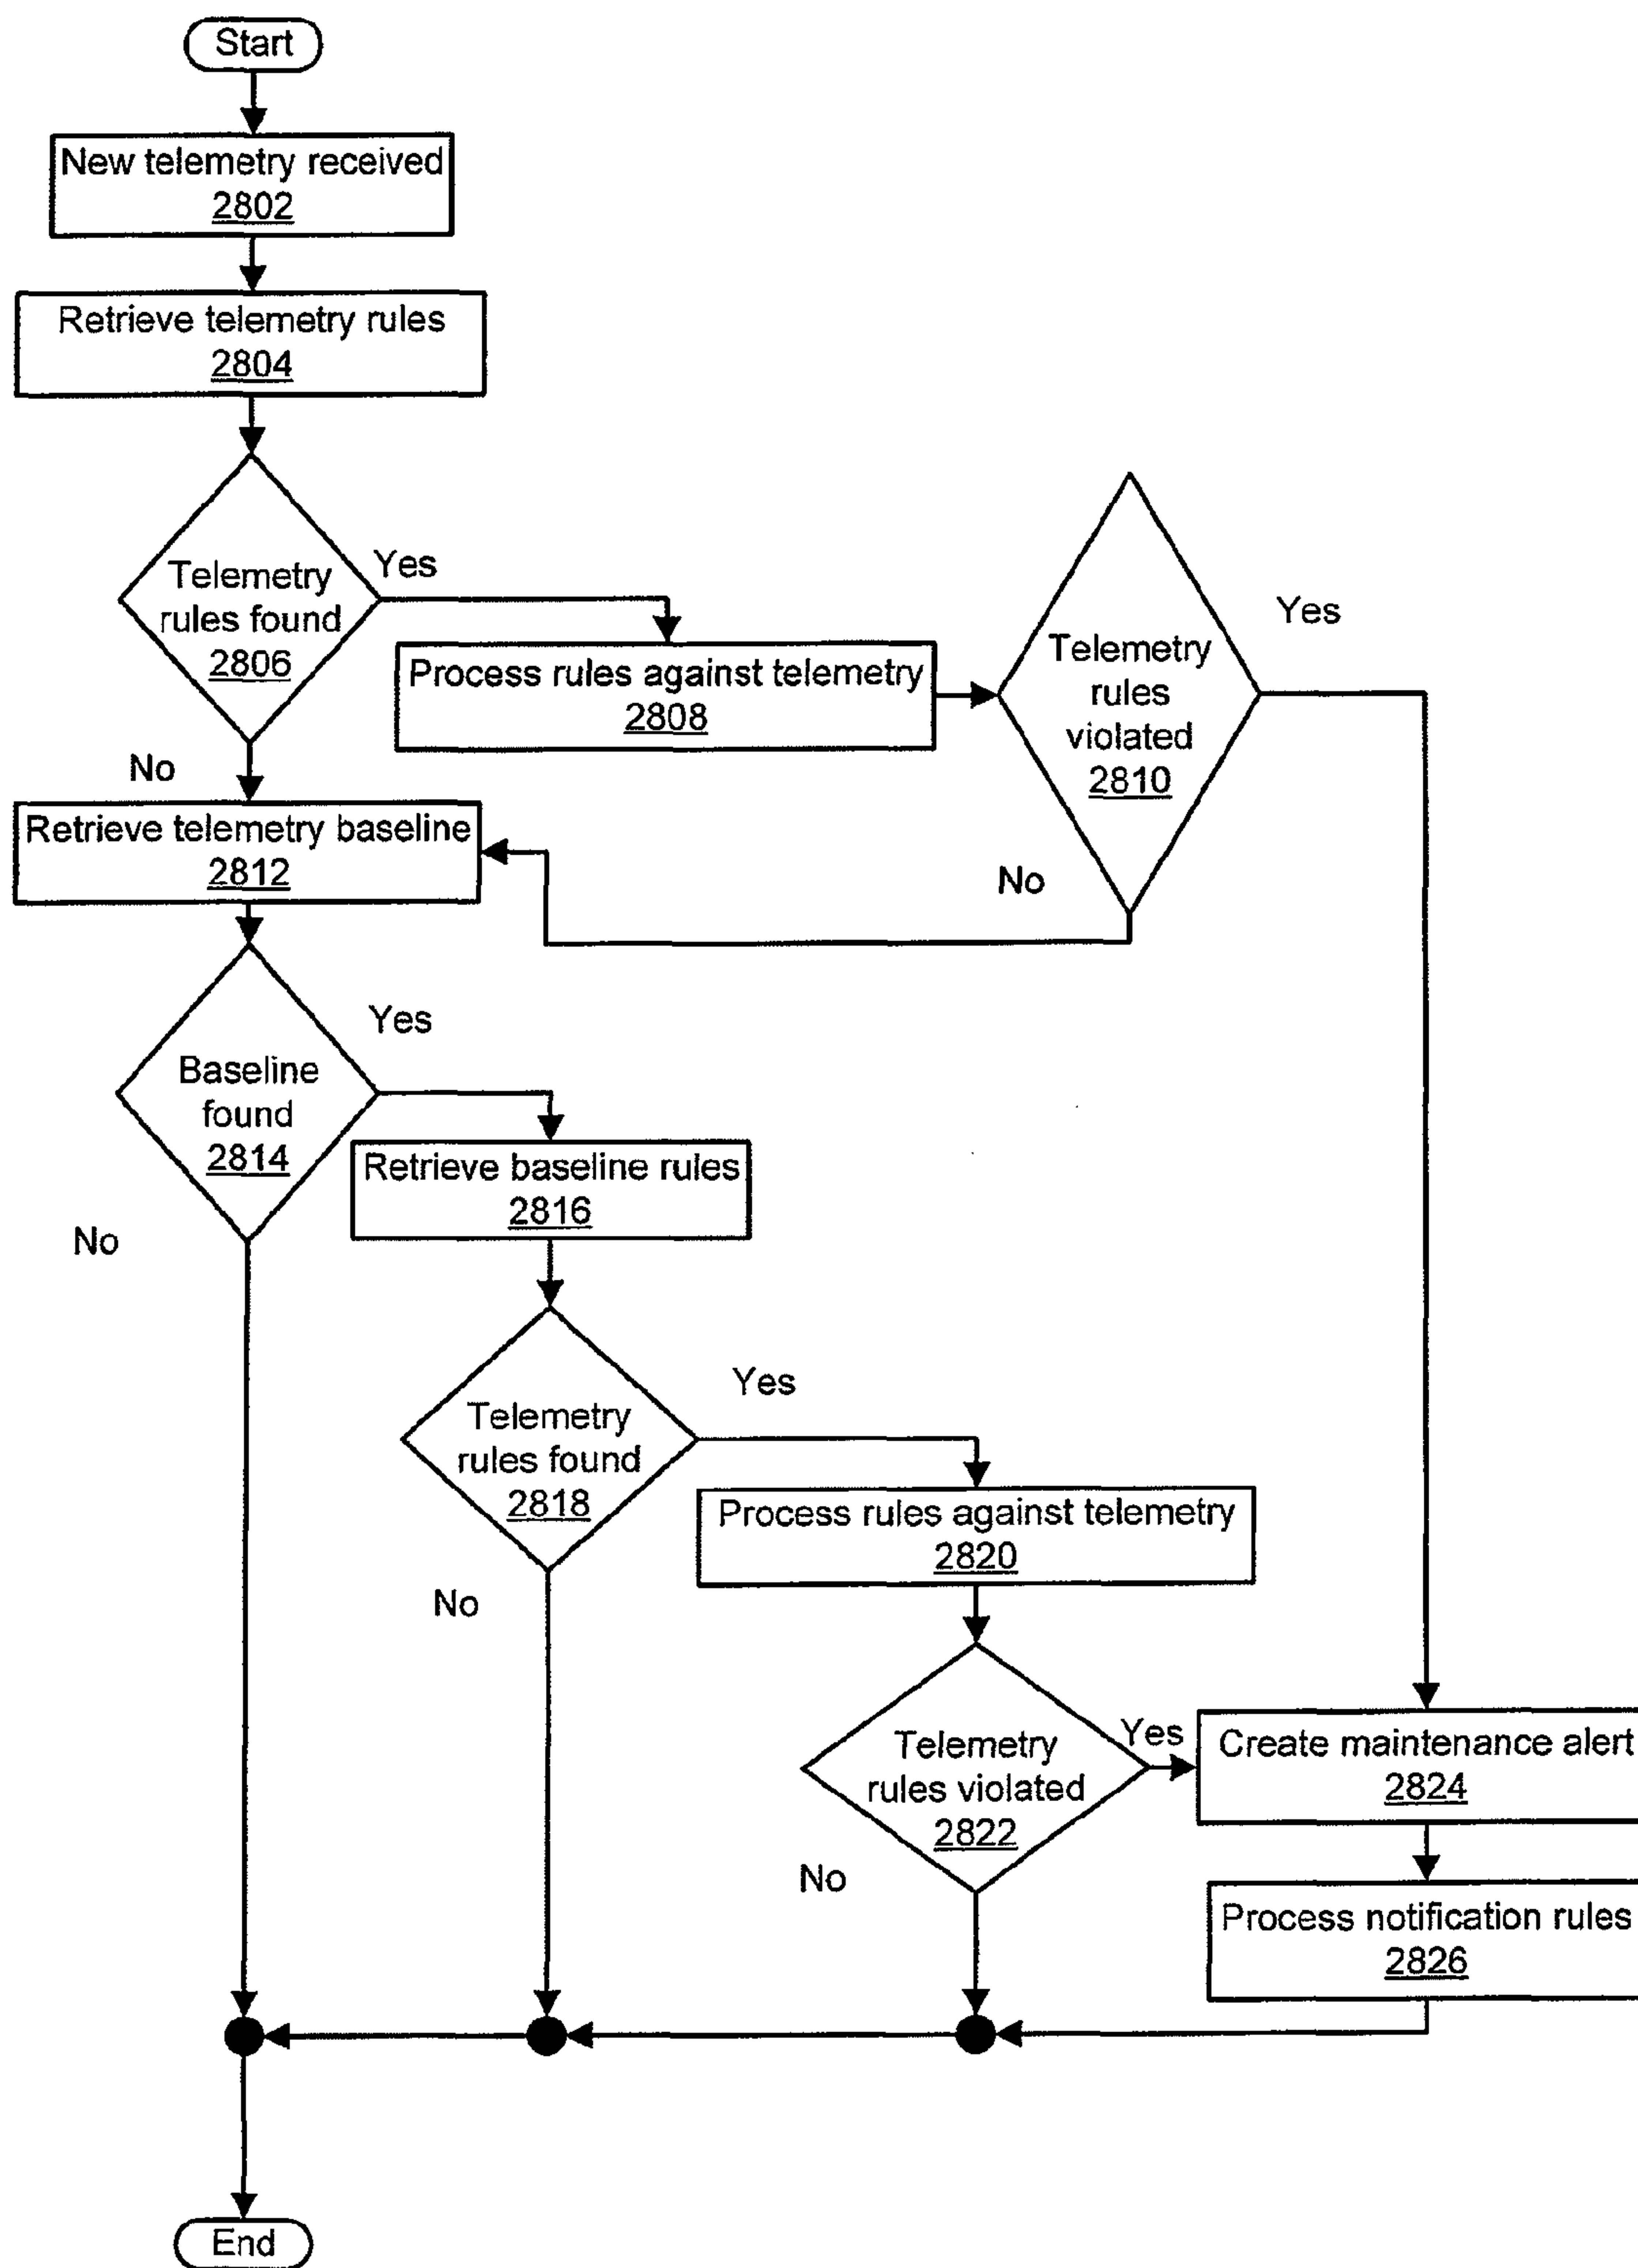 Start
New telemetry received
2802
Retrieve telemetry rules
2804
Telemetry
rules found
2806
Yes
No
Process rules against telemetry
2808
Telemetry
rules
violated
2810
Yes
No
Retrieve telemetry baseline
2812
Baseline
found
2814
Yes
No
Retrieve baseline rules
2816
Telemetry
rules found
2818
Yes
No
Process rules against telemetry
2820
Telemetry
rules violated
2822
Yes
No
Create maintenance alert
2824
Process notification rules
2826
End